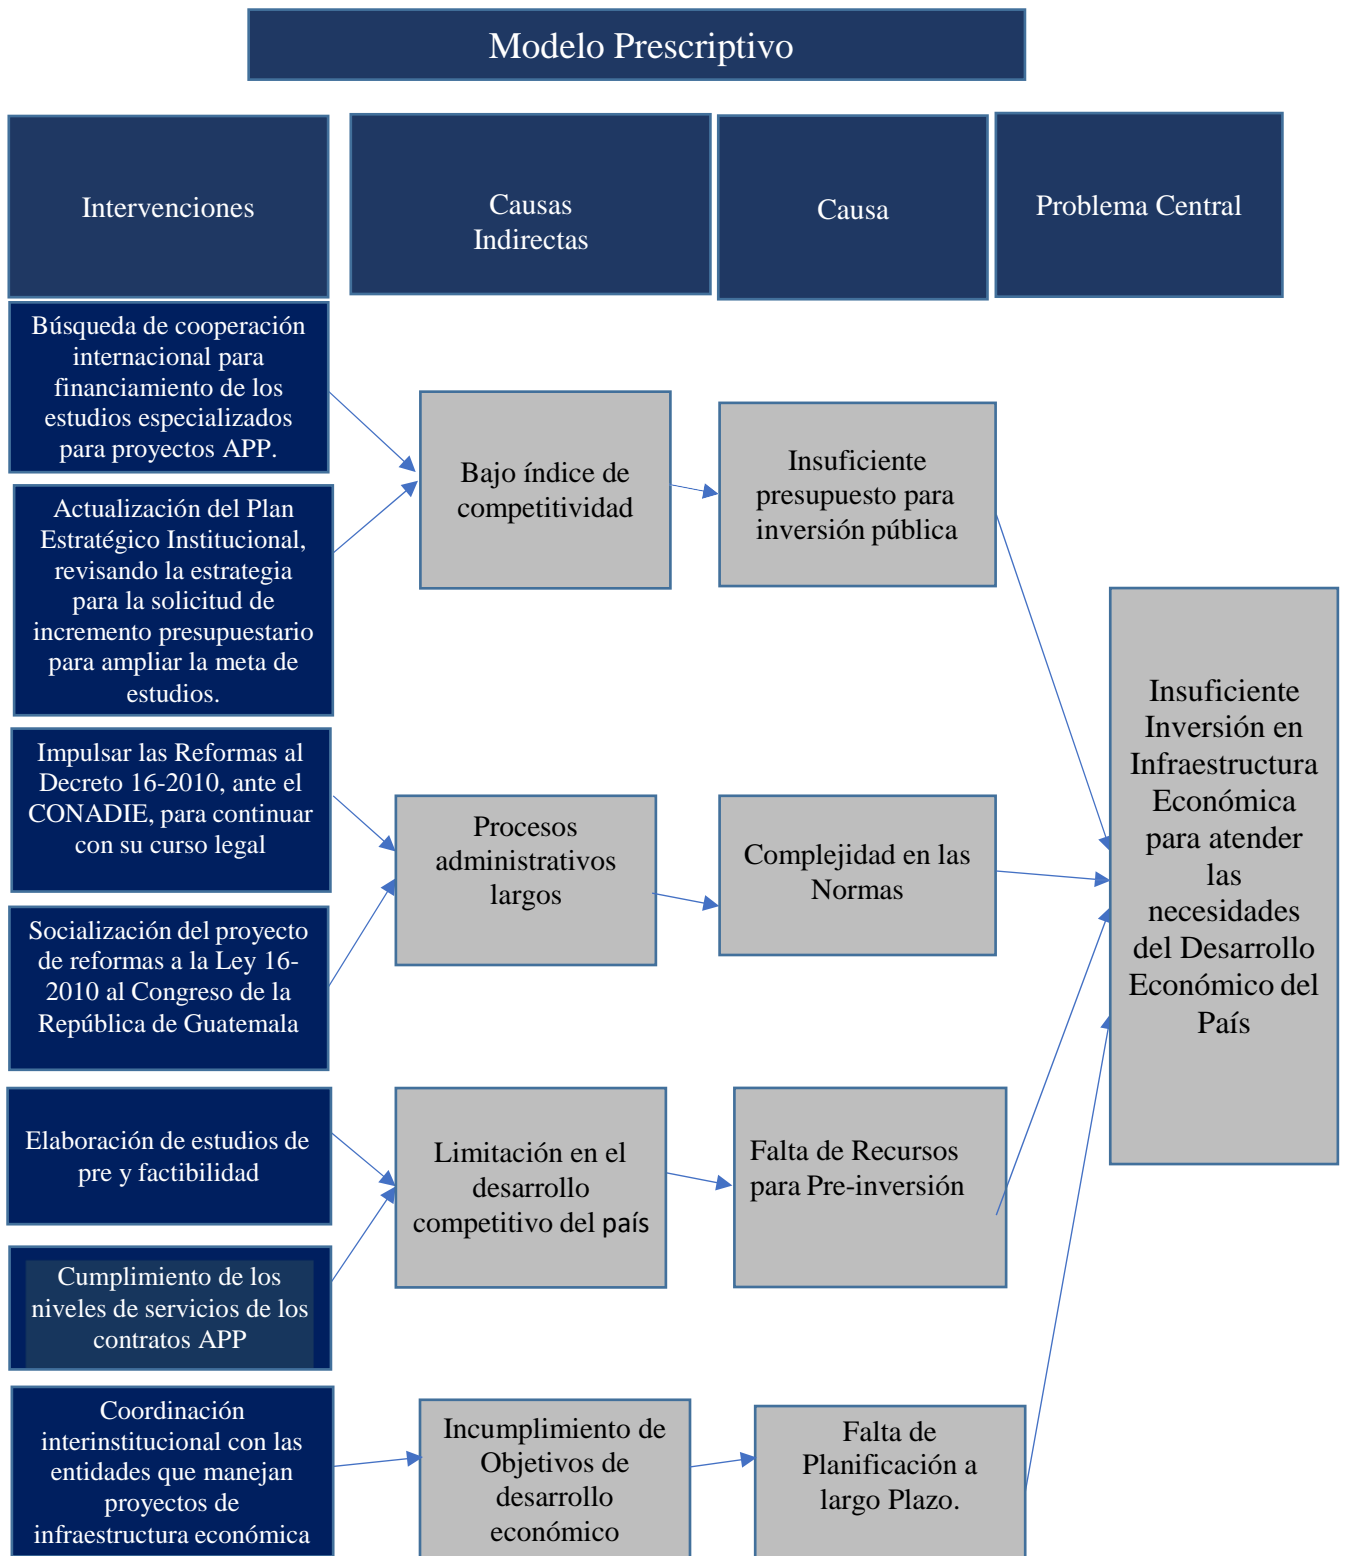 Modelo Prescriptivo
Intervenciones
Causas
Indirectas
Causa
Problema Central
Búsqueda de cooperación
internacional para
financiamiento de los
estudios especializados
para proyectos APP.
Actualización del Plan
Estratégico Institucional,
revisando la estrategia
para la solicitud de
incremento presupuestario
para ampliar la meta de
estudios.
Bajo índice de
competitividad
Insuficiente
presupuesto para
inversión pública
Impulsar las Reformas al
Decreto 16-2010, ante el
CONADIE, para continuar
con su curso legal
Socialización del proyecto
de reformas a la Ley 16-
2010 al Congreso de la
República de Guatemala
Procesos
administrativos
largos
Complejidad en las
Normas
Elaboración de estudios de
pre y factibilidad
Cumplimiento de los
niveles de servicios de los
contratos APP
Limitación en el
desarrollo
competitivo del país
Falta de Recursos
para Pre-inversión
Coordinación
interinstitucional con las
entidades que manejan
proyectos de
infraestructura económica
Incumplimiento de
Objetivos de
desarrollo
económico
Falta de
Planificación a
largo Plazo.
Insuficiente
Inversión en
Infraestructura
Económica
para atender
las
necesidades
del Desarrollo
Económico del
País